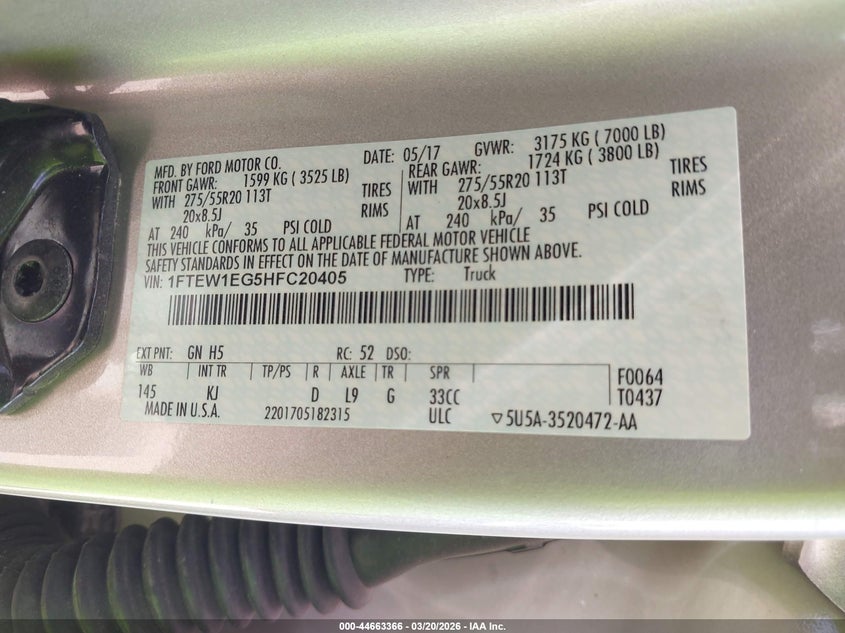 MFD. BY FORD MOTOR CO. DATE: 05/17 GVWR: 3175 KG ( 7000 LB)
FRONT GAWR: 1599 KG ( 3525 LB) REAR GAWR: 1724 KG ( 3800 LB)
WITH 275/55R20 113T TIRES WITH 275/55R20 113T TIRES
20x8.5J RIMS 20x8.5J RIMS
AT 240 kPa/ 35 PSI COLD AT 240 kPa/ 35 PSI COLD
THIS VEHICLE CONFORMS TO ALL APPLICABLE FEDERAL MOTOR VEHICLE
SAFETY STANDARDS IN EFFECT ON THE DATE OF MANUFACTURE SHOWN ABOVE.
VIN: 1FTEW1EG5HFC20405 TYPE: Truck
EXT PNT: GN H5 RC: 52 DSO:
WB INT TR TP/PS R AXLE TR SPR F0064
145 KJ D L9 G 33CC T0437
MADE IN U.S.A. 2201705182315 ULC ▽5U5A-3520472-AA
000-44663366 - 03/20/2026 - IAA Inc.